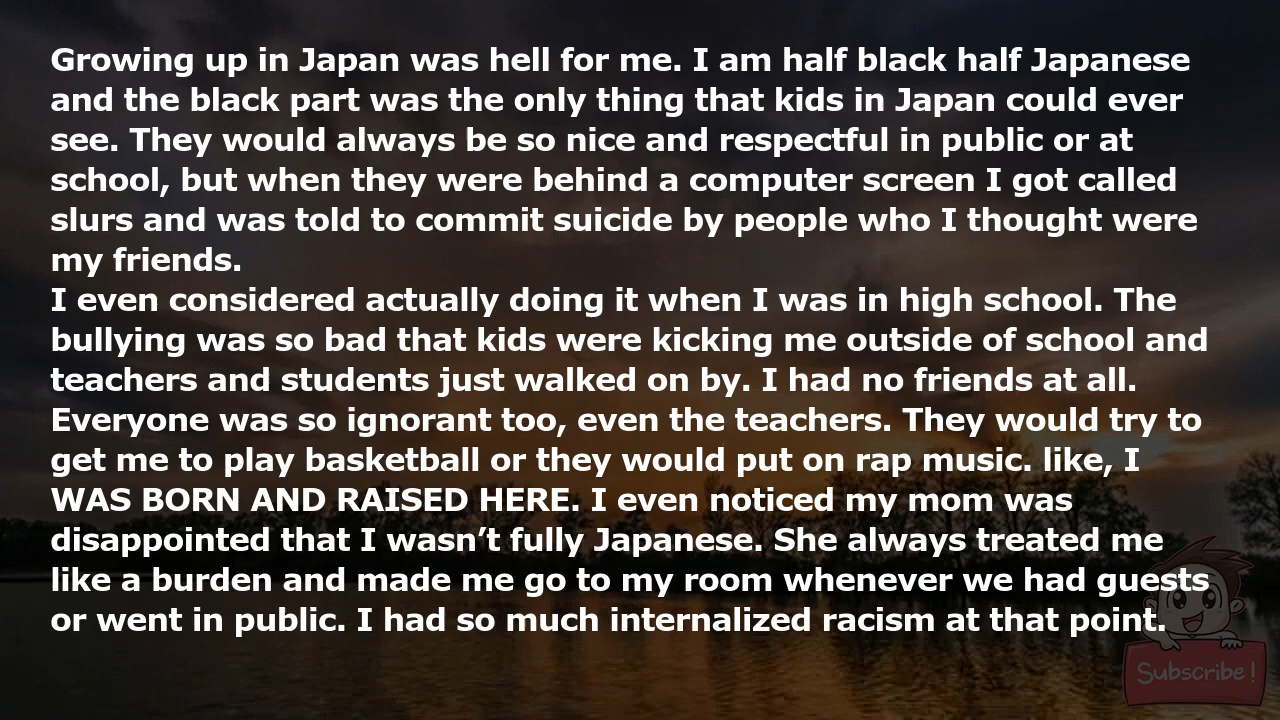 Growing up in Japan was hell for me. I am half black half Japanese
and the black part was the only thing that kids in Japan could ever
see. They would always be so nice and respectful in public or at
school, but when they were behind a computer screen I got called
slurs and was told to commit suicide by people who I thought were
my friends.
I even considered actually doing it when I was in high school. The
bullying was so bad that kids were kicking me outside of school and
teachers and students just walked on by. I had no friends at all.
Everyone was so ignorant too, even the teachers. They would try to
get me to play basketball or they would put on rap music. like, I
WAS BORN AND RAISED HERE. I even noticed my mom was
disappointed that I wasn’t fully Japanese. She always treated me
like a burden and made me go to my room whenever we had guests
or went in public. I had so much internalized racism at that point.
Subscribe!